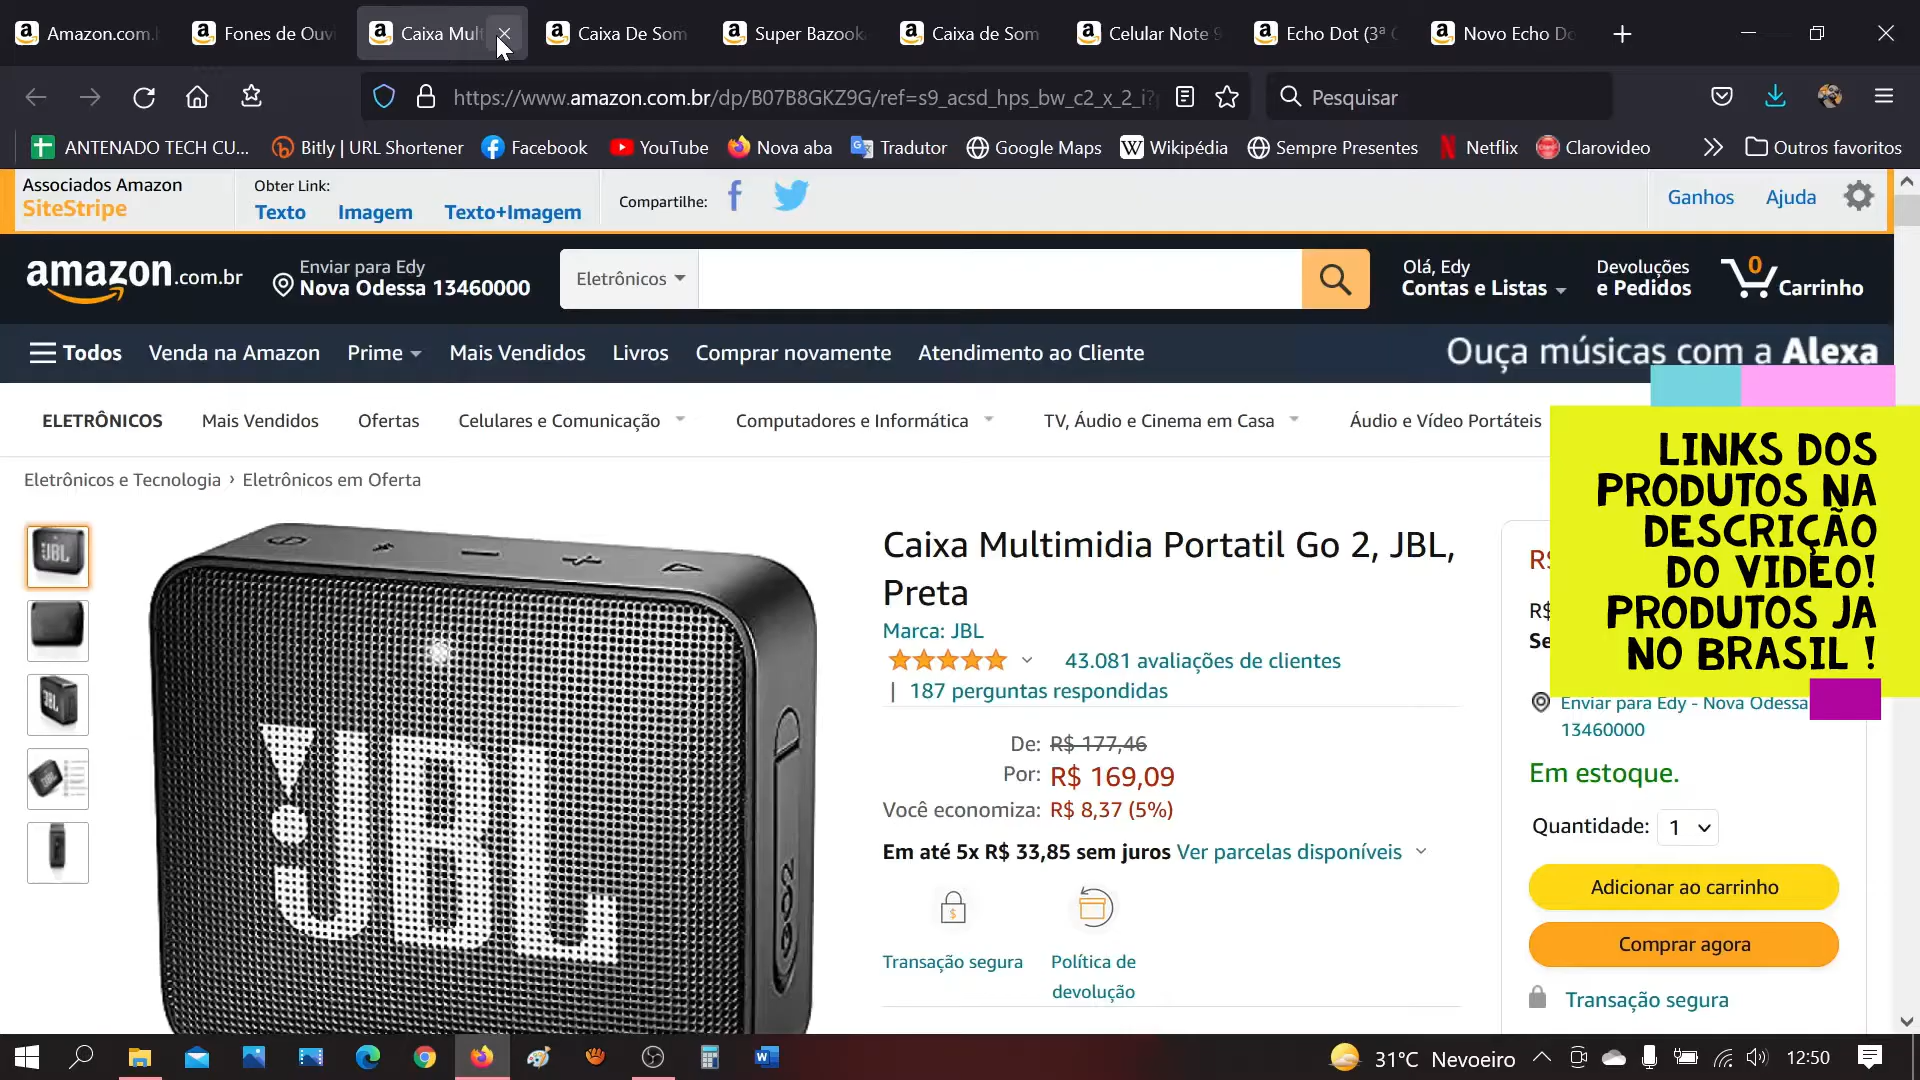 Amazon.com.b
Fones de Ouvi
Caixa Mult
Caixa De Som
Super Bazooka
Caixa de Som
Celular Note 9
Echo Dot (3ª G
Novo Echo Do
https://www.amazon.com.br/dp/B07B8GKZ9G/ref=s9_acsd_hps_bw_c2_x_2_i?p
Pesquisar
ANTENADO TECH CU...
Bitly | URL Shortener
Facebook
YouTube
Nova aba
Tradutor
Google Maps
Wikipédia
Sempre Presentes
Netflix
Clarovideo
Outros favoritos
Associados Amazon
SiteStripe
Obter Link:
Texto Imagem Texto+Imagem
Compartilhe:
Ganhos Ajuda
amazon.com.br
Enviar para Edy
Nova Odessa 13460000
Eletrônicos
Olá, Edy
Contas e Listas
Devoluções
e Pedidos
0
Carrinho
Todos Venda na Amazon Prime Mais Vendidos Livros Comprar novamente Atendimento ao Cliente
Ouça músicas com a Alexa
ELETRÔNICOS Mais Vendidos Ofertas Celulares e Comunicação Computadores e Informática TV, Áudio e Cinema em Casa Áudio e Vídeo Portáteis
Eletrônicos e Tecnologia › Eletrônicos em Oferta
LINKS DOS
PRODUTOS NA
DESCRIÇÃO
DO VIDEO!
PRODUTOS JA
NO BRASIL !
JBL
GO2
Caixa Multimidia Portatil Go 2, JBL,
Preta
Marca: JBL
43.081 avaliações de clientes
| 187 perguntas respondidas
De: R$ 177,46
Por: R$ 169,09
Você economiza: R$ 8,37 (5%)
Em até 5x R$ 33,85 sem juros Ver parcelas disponíveis
Transação segura
Política de
devolução
R$
R$
Se
Enviar para Edy - Nova Odessa
13460000
Em estoque.
Quantidade: 1
Adicionar ao carrinho
Comprar agora
Transação segura
31°C Nevoeiro
12:50